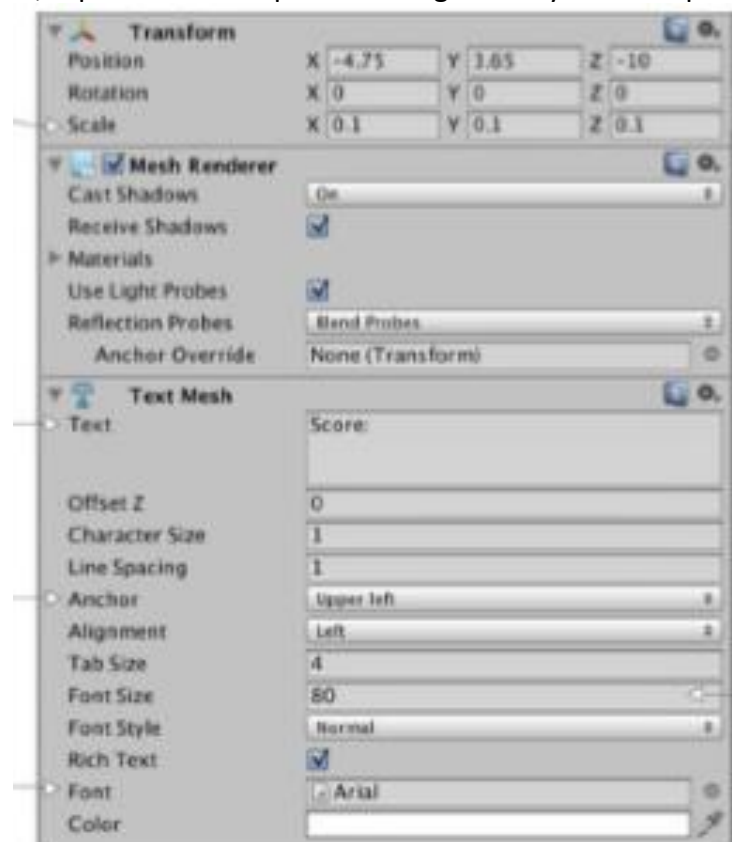 Transform
Position X -4.75 Y 3.65 Z -10
Rotation X 0 Y 0 Z 0
Scale X 0.1 Y 0.1 Z 0.1
Mesh Renderer
Cast Shadows On
Receive Shadows
Materials
Use Light Probes
Reflection Probes Blend Probes
Anchor Override None (Transform)
Text Mesh
Text Score:
Offset Z 0
Character Size 1
Line Spacing 1
Anchor Upper left
Alignment Left
Tab Size 4
Font Size 80
Font Style Normal
Rich Text
Font Arial
Color